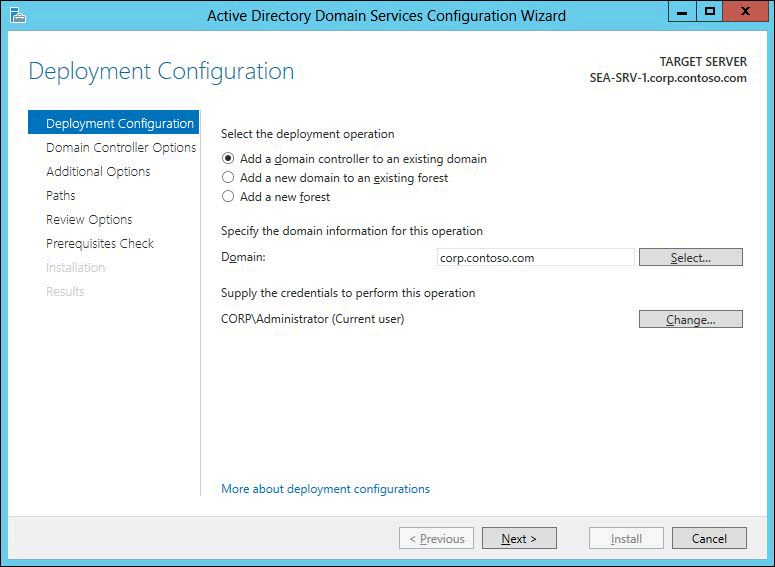 Active Directory Domain Services Configuration Wizard
Deployment Configuration
TARGET SERVER
SEA-SRV-1.corp.contoso.com
Deployment Configuration
Domain Controller Options
Additional Options
Paths
Review Options
Prerequisites Check
Installation
Results
Select the deployment operation
Add a domain controller to an existing domain
Add a new domain to an existing forest
Add a new forest
Specify the domain information for this operation
Domain: corp.contoso.com Select...
Supply the credentials to perform this operation
CORP\Administrator (Current user) Change...
More about deployment configurations
< Previous Next > Install Cancel